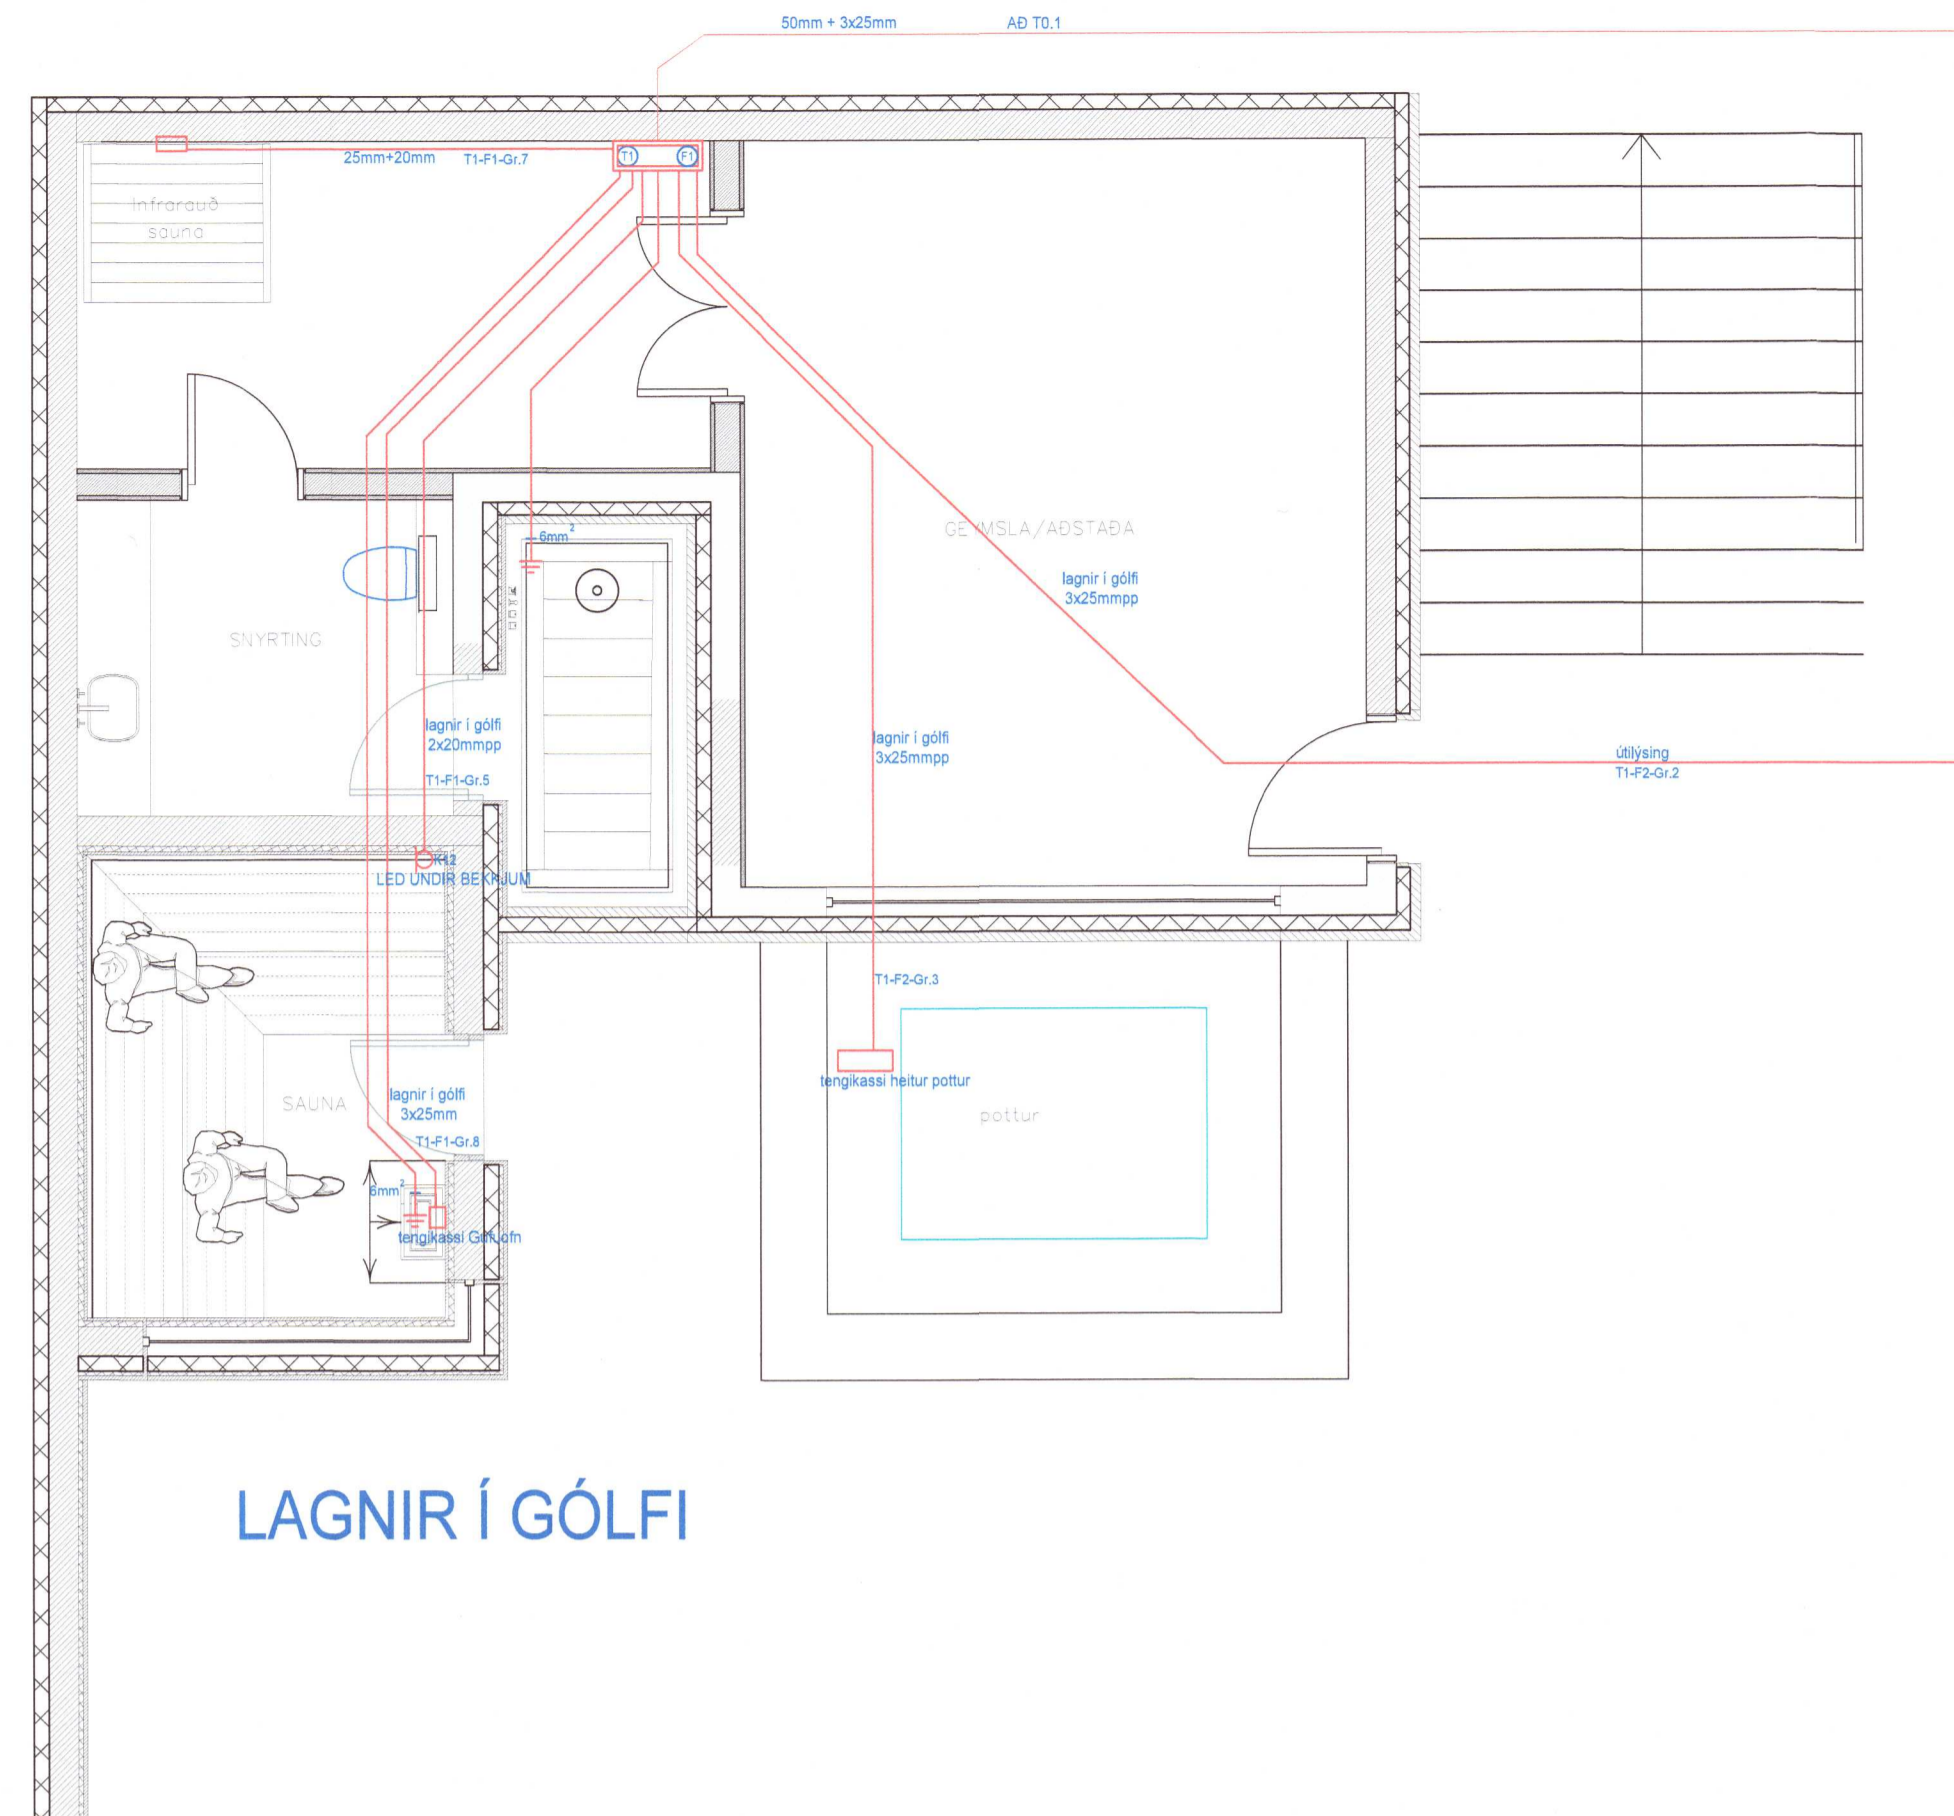 50mm + 3x25mm
AÐ T0.1
25mm+20mm
T1-F1-Gr.7
T1
F1
Infrarauð
sauna
6mm²
GEYMSLA/AÐSTAÐA
lagnir í gólfi
3x25mmpp
SNYRTING
lagnir í gólfi
2x20mmpp
T1-F1-Gr.5
lagnir í gólfi
3x25mmpp
útilýsing
T1-F2-Gr.2
K42
LED UNDIR BEKKJUM
T1-F2-Gr.3
tengikassi heitur pottur
pottur
SAUNA
lagnir í gólfi
3x25mm
T1-F1-Gr.8
6mm²
tengikassi Gufuofn
LAGNIR Í GÓLFI